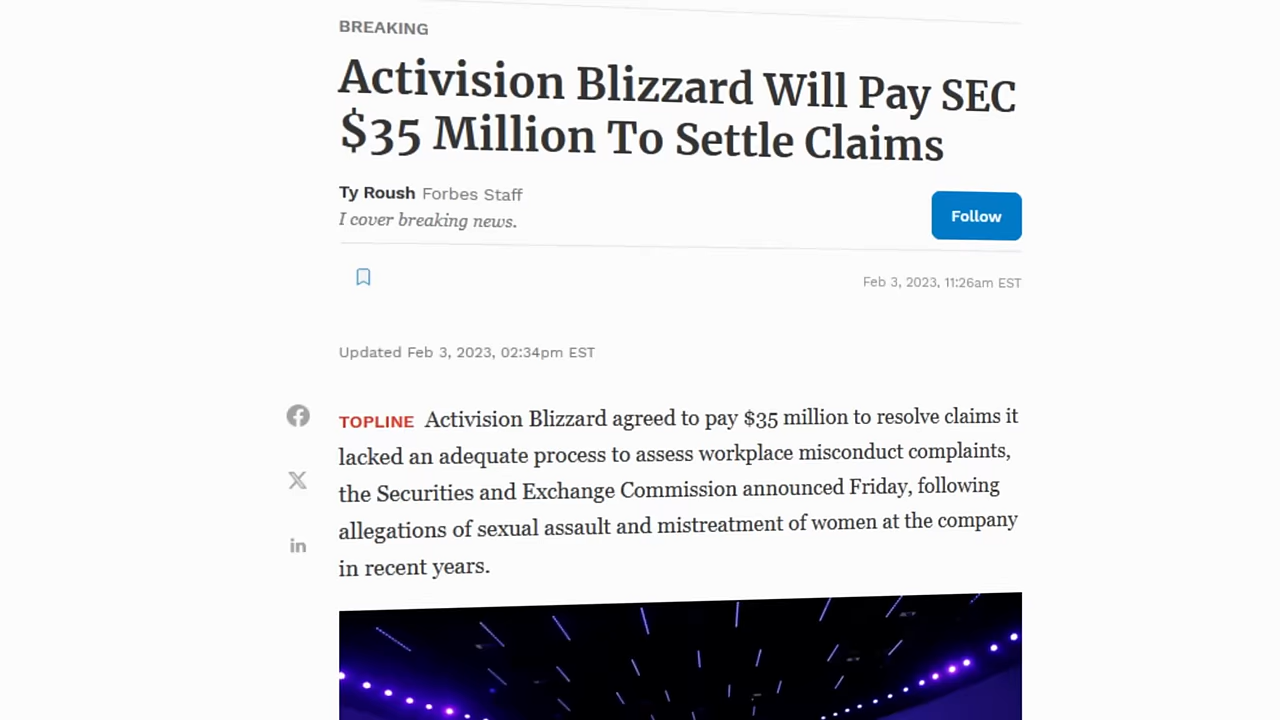 BREAKING
Activision Blizzard Will Pay SEC
$35 Million To Settle Claims
Ty Roush Forbes Staff
I cover breaking news.
Follow
Feb 3, 2023, 11:26am EST
Updated Feb 3, 2023, 02:34pm EST
TOPLINE Activision Blizzard agreed to pay $35 million to resolve claims it
lacked an adequate process to assess workplace misconduct complaints,
the Securities and Exchange Commission announced Friday, following
allegations of sexual assault and mistreatment of women at the company
in recent years.